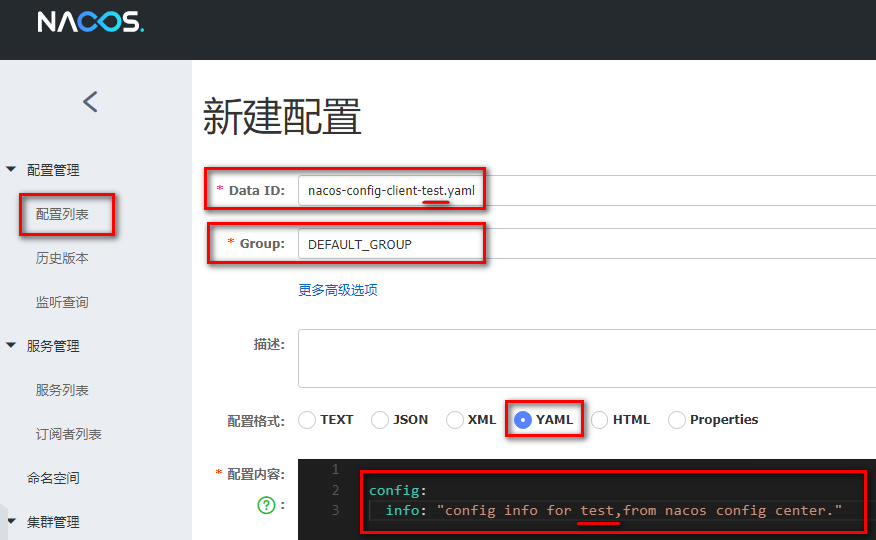 NACOS.
新建配置
配置管理
配置列表
历史版本
监听查询
服务管理
服务列表
订阅者列表
命名空间
集群管理
* Data ID: nacos-config-client-test.yaml
* Group: DEFAULT_GROUP
更多高级选项
描述:
配置格式: TEXT JSON XML YAML HTML Properties
* 配置内容:
? :
1
2 config:
3 info: "config info for test,from nacos config center."